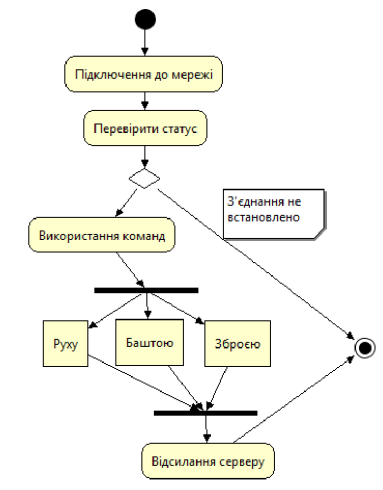 Підключення до мережі
Перевірити статус
З'єднання не
встановлено
Використання команд
Руху
Баштою
Зброєю
Відсилання серверу